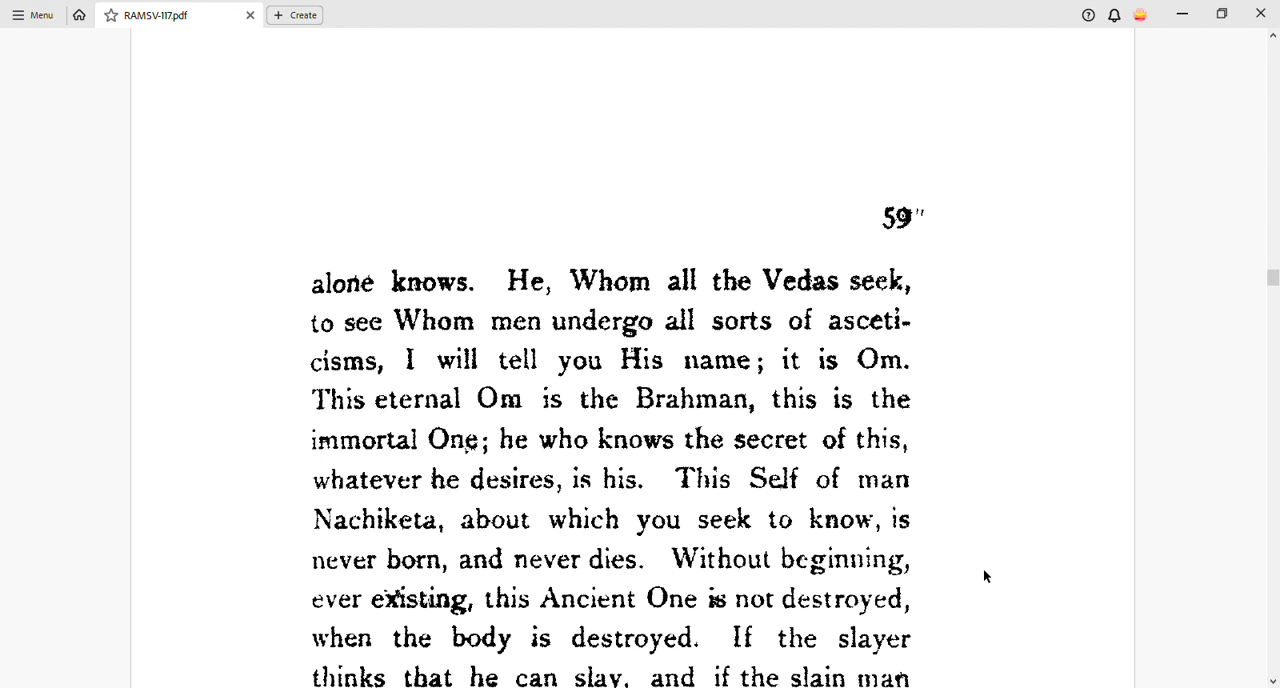 Menu
RAMSV-117.pdf
+ Create
59"
alone knows. He, Whom all the Vedas seek,
to see Whom men undergo all sorts of asceti-
cisms, I will tell you His name; it is Om.
This eternal Om is the Brahman, this is the
immortal One; he who knows the secret of this,
whatever he desires, is his. This Self of man
Nachiketa, about which you seek to know, is
never born, and never dies. Without beginning,
ever existing, this Ancient One is not destroyed,
when the body is destroyed. If the slayer
thinks that he can slay, and if the slain man